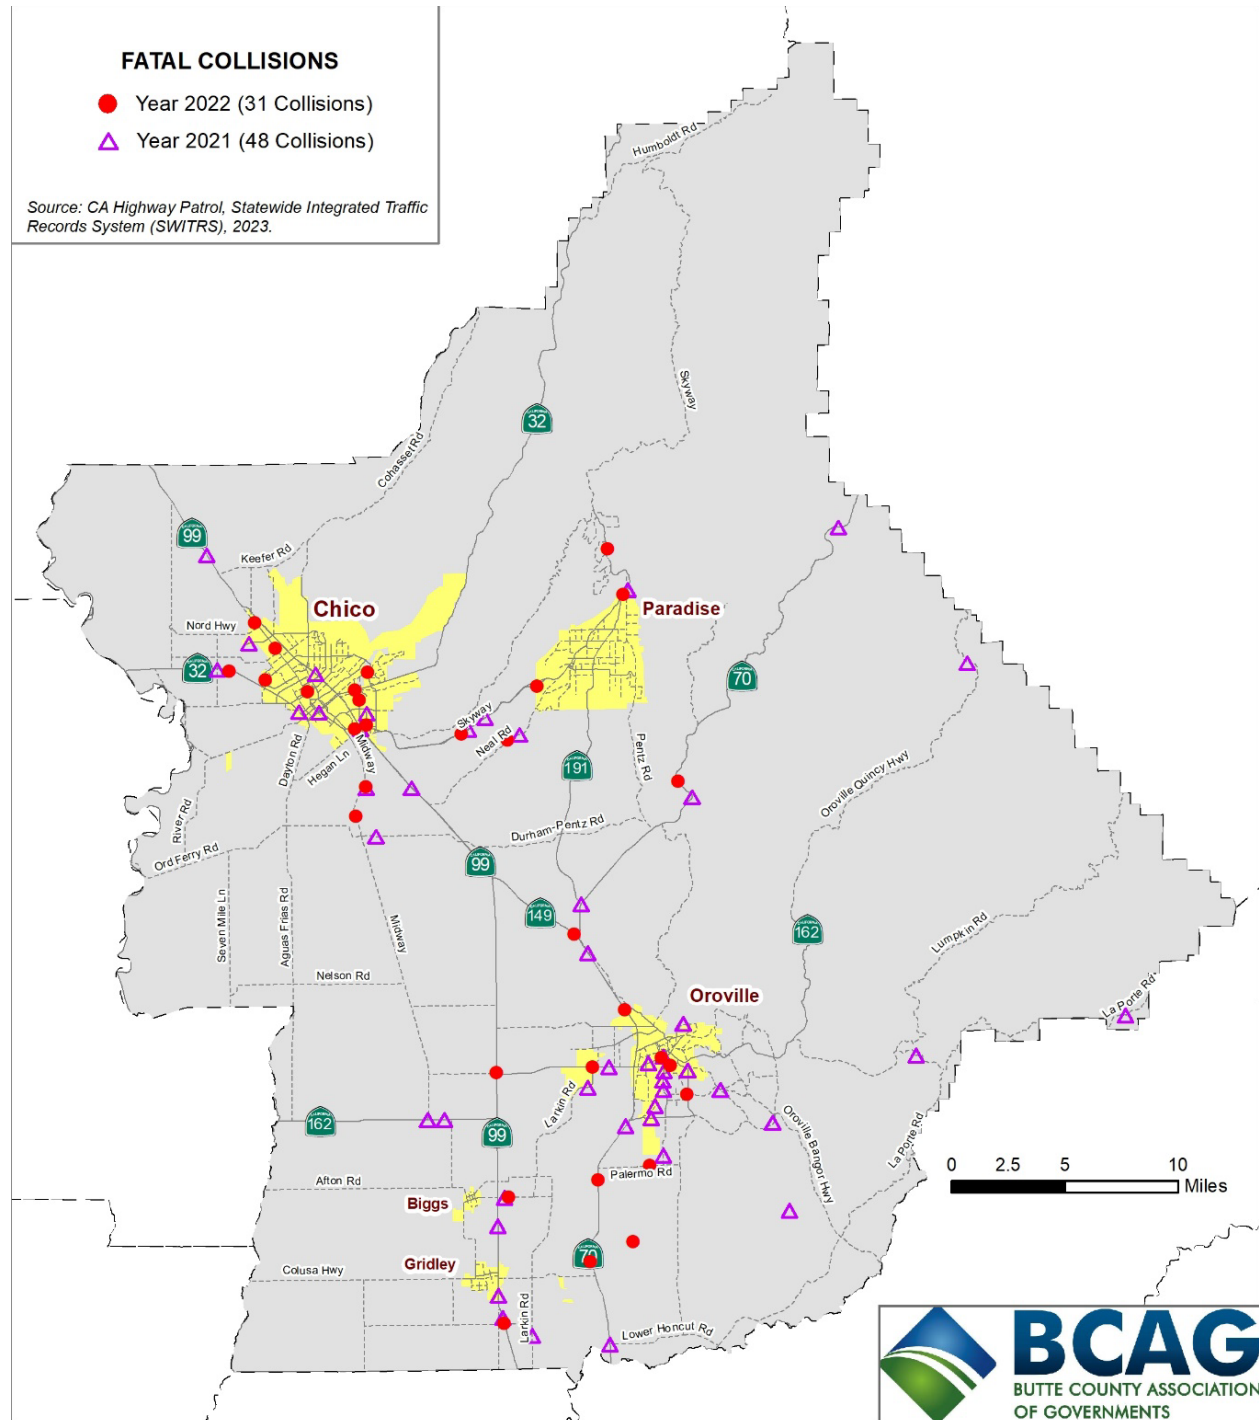 FATAL COLLISIONS
Year 2022 (31 Collisions)
Year 2021 (48 Collisions)
Source: CA Highway Patrol, Statewide Integrated Traffic
Records System (SWITRS), 2023.
Humboldt Rd
Skyway
32
Cohasset Rd
99
Keefer Rd
Chico
Paradise
Nord Hwy
32
70
Skyway
Neal Rd
Midway
Dayton Rd
Hegan Ln
191
Pentz Rd
Oroville Quincy Hwy
River Rd
Durham-Pentz Rd
Ord Ferry Rd
99
149
Seven Mile Ln
Aguas Frias Rd
Midway
162
Lumpkin Rd
Nelson Rd
Oroville
La Porte Rd
Larkin Rd
162
99
Oroville Bangor Hwy
La Porte Rd
0 2.5 5 10
Miles
Palermo Rd
Afton Rd
Biggs
Gridley
70
Colusa Hwy
Larkin Rd
Lower Honcut Rd
BCAG
BUTTE COUNTY ASSOCIATION
OF GOVERNMENTS